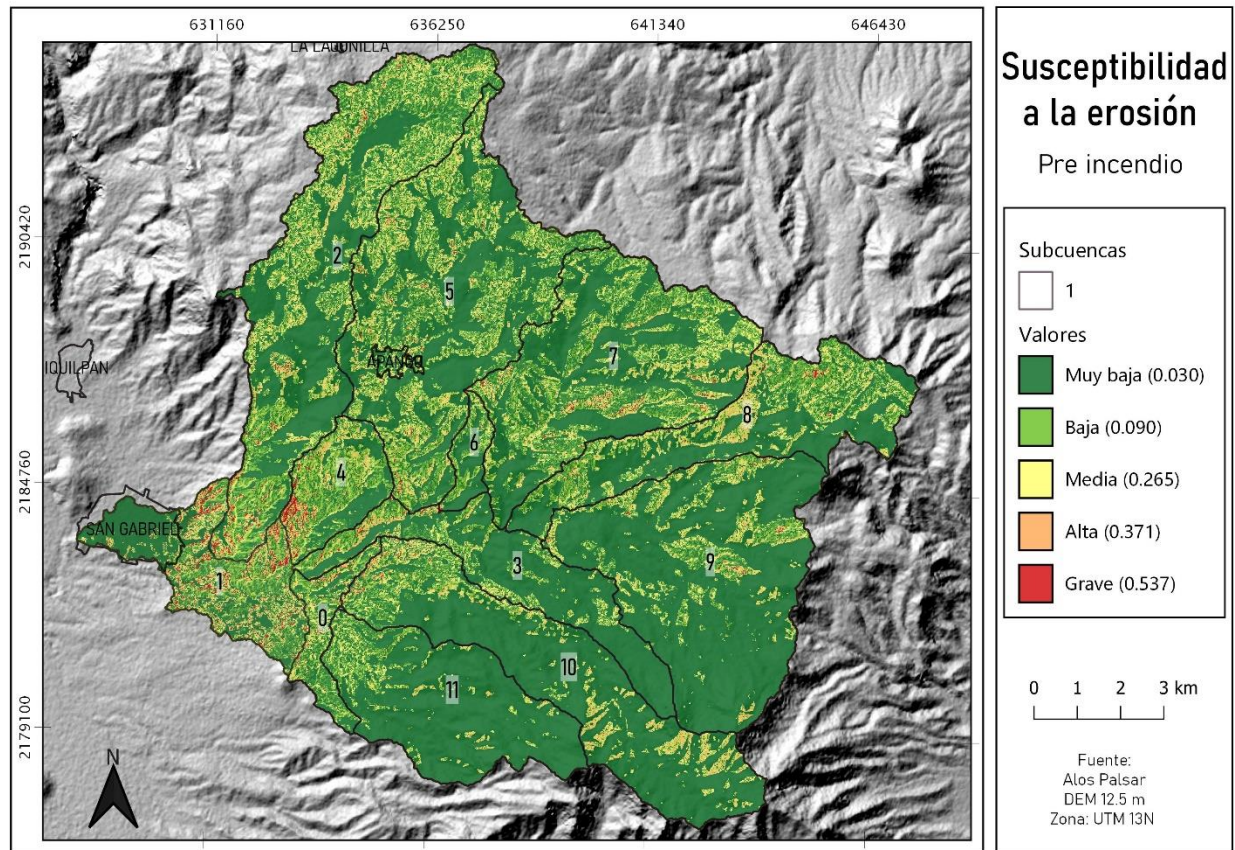 631160
636250
641340
646430
LA LAGUNILLA
2190420
2184760
2179100
2
5
7
IQUILPAN
APANGO
8
6
4
SAN GABRIEL
3
9
1
0
10
11
N
Susceptibilidad
a la erosión
Pre incendio
Subcuencas
1
Valores
Muy baja (0.030)
Baja (0.090)
Media (0.265)
Alta (0.371)
Grave (0.537)
0 1 2 3 km
Fuente:
Alos Palsar
DEM 12.5 m
Zona: UTM 13N